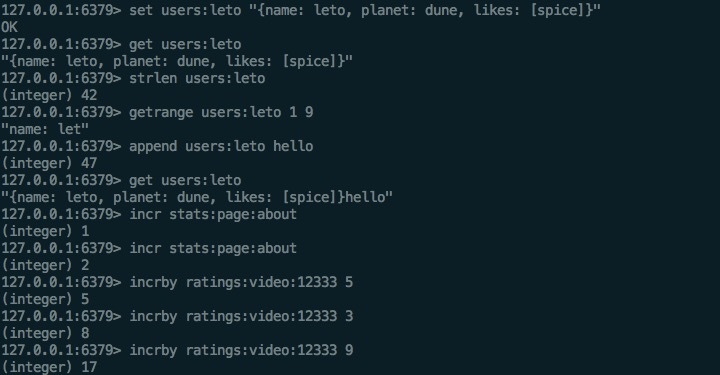 127.0.0.1:6379> set users:leto "{name: leto, planet: dune, likes: [spice]}"
OK
127.0.0.1:6379> get users:leto
"{name: leto, planet: dune, likes: [spice]}"
127.0.0.1:6379> strlen users:leto
(integer) 42
127.0.0.1:6379> getrange users:leto 1 9
"name: let"
127.0.0.1:6379> append users:leto hello
(integer) 47
127.0.0.1:6379> get users:leto
"{name: leto, planet: dune, likes: [spice]}hello"
127.0.0.1:6379> incr stats:page:about
(integer) 1
127.0.0.1:6379> incr stats:page:about
(integer) 2
127.0.0.1:6379> incrby ratings:video:12333 5
(integer) 5
127.0.0.1:6379> incrby ratings:video:12333 3
(integer) 8
127.0.0.1:6379> incrby ratings:video:12333 9
(integer) 17